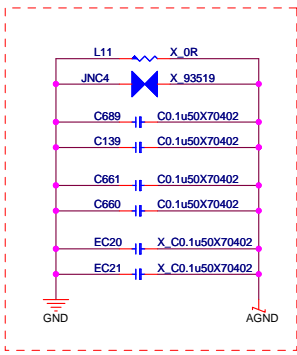 L11 X_0R
JNC4 X_93519
C689 C0.1u50X70402
C139 C0.1u50X70402
C661 C0.1u50X70402
C660 C0.1u50X70402
EC20 X_C0.1u50X70402
EC21 X_C0.1u50X70402
GND AGND